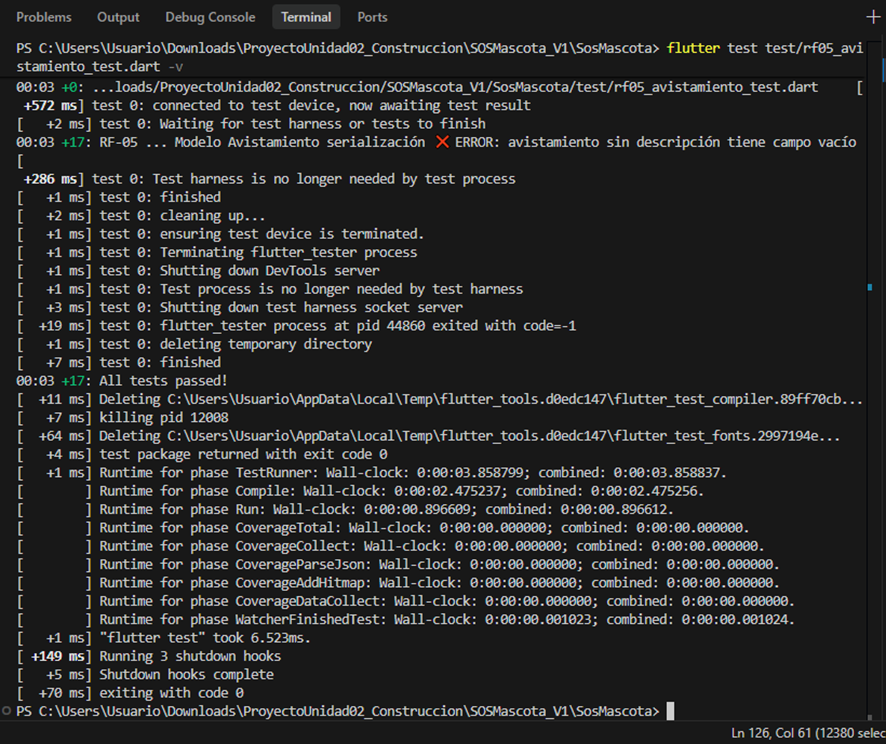 Problems Output Debug Console Terminal Ports +
PS C:\Users\Usuario\Downloads\ProyectoUnidad02_Construccion\SOSMascota_V1\SosMascota> flutter test test/rf05_avi
stamiento_test.dart -v
00:03 +0: ...loads/ProyectoUnidad02_Construccion/SOSMascota_V1/SosMascota/test/rf05_avistamiento_test.dart [
+572 ms] test 0: connected to test device, now awaiting test result
[ +2 ms] test 0: Waiting for test harness or tests to finish
00:03 +17: RF-05 ... Modelo Avistamiento serialización ❌ ERROR: avistamiento sin descripción tiene campo vacío
[
+286 ms] test 0: Test harness is no longer needed by test process
[ +1 ms] test 0: finished
[ +2 ms] test 0: cleaning up...
[ +1 ms] test 0: ensuring test device is terminated.
[ +1 ms] test 0: Terminating flutter_tester process
[ +1 ms] test 0: Shutting down DevTools server
[ +1 ms] test 0: Test process is no longer needed by test harness
[ +3 ms] test 0: Shutting down test harness socket server
[ +19 ms] test 0: flutter_tester process at pid 44860 exited with code=-1
[ +1 ms] test 0: deleting temporary directory
[ +7 ms] test 0: finished
00:03 +17: All tests passed!
[ +11 ms] Deleting C:\Users\Usuario\AppData\Local\Temp\flutter_tools.d0edc147\flutter_test_compiler.89ff70cb...
[ +7 ms] killing pid 12008
[ +64 ms] Deleting C:\Users\Usuario\AppData\Local\Temp\flutter_tools.d0edc147\flutter_test_fonts.2997194e...
[ +4 ms] test package returned with exit code 0
[ +1 ms] Runtime for phase TestRunner: Wall-clock: 0:00:03.858799; combined: 0:00:03.858837.
[ ] Runtime for phase Compile: Wall-clock: 0:00:02.475237; combined: 0:00:02.475256.
[ ] Runtime for phase Run: Wall-clock: 0:00:00.896609; combined: 0:00:00.896612.
[ ] Runtime for phase CoverageTotal: Wall-clock: 0:00:00.000000; combined: 0:00:00.000000.
[ ] Runtime for phase CoverageCollect: Wall-clock: 0:00:00.000000; combined: 0:00:00.000000.
[ ] Runtime for phase CoverageParseJson: Wall-clock: 0:00:00.000000; combined: 0:00:00.000000.
[ ] Runtime for phase CoverageAddHitmap: Wall-clock: 0:00:00.000000; combined: 0:00:00.000000.
[ ] Runtime for phase CoverageDataCollect: Wall-clock: 0:00:00.000000; combined: 0:00:00.000000.
[ ] Runtime for phase WatcherFinishedTest: Wall-clock: 0:00:00.001023; combined: 0:00:00.001024.
[ +1 ms] "flutter test" took 6.523ms.
[ +149 ms] Running 3 shutdown hooks
[ +5 ms] Shutdown hooks complete
[ +70 ms] exiting with code 0
PS C:\Users\Usuario\Downloads\ProyectoUnidad02_Construccion\SOSMascota_V1\SosMascota>
Ln 126, Col 61 (12380 selec